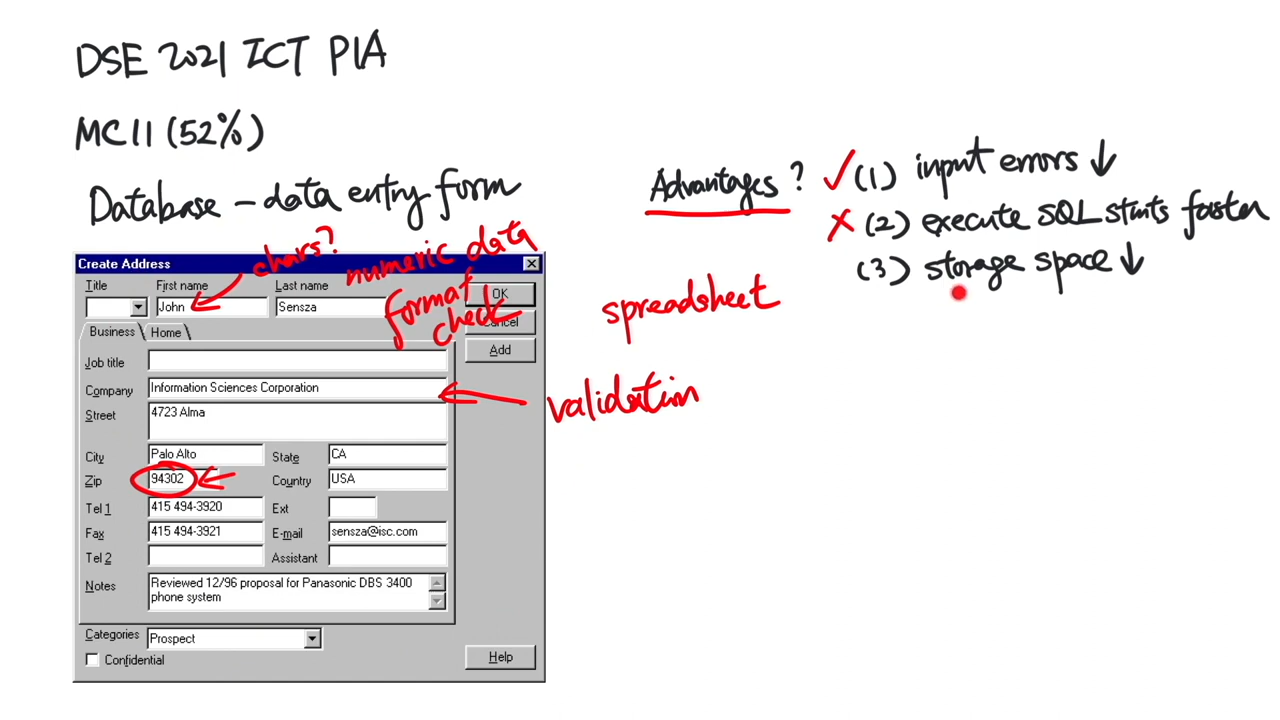 DSE 2021 ICT P1A
MC11 (52%)
Database - data entry form
Advantages ? ✓ (1) input errors ↓
✗ (2) execute SQL stmts faster
(3) storage space ↓
spreadsheet
validation
chars?
numeric data
format
check
Create Address
Title First name Last name
John Sensza
OK
Cancel
Add
Business Home
Job title
Company Information Sciences Corporation
Street 4723 Alma
City Palo Alto State CA
Zip 94302 Country USA
Tel 1 415 494-3920 Ext
Fax 415 494-3921 E-mail sensza@isc.com
Tel 2 Assistant
Notes Reviewed 12/96 proposal for Panasonic DBS 3400
phone system
Categories Prospect
Confidential
Help